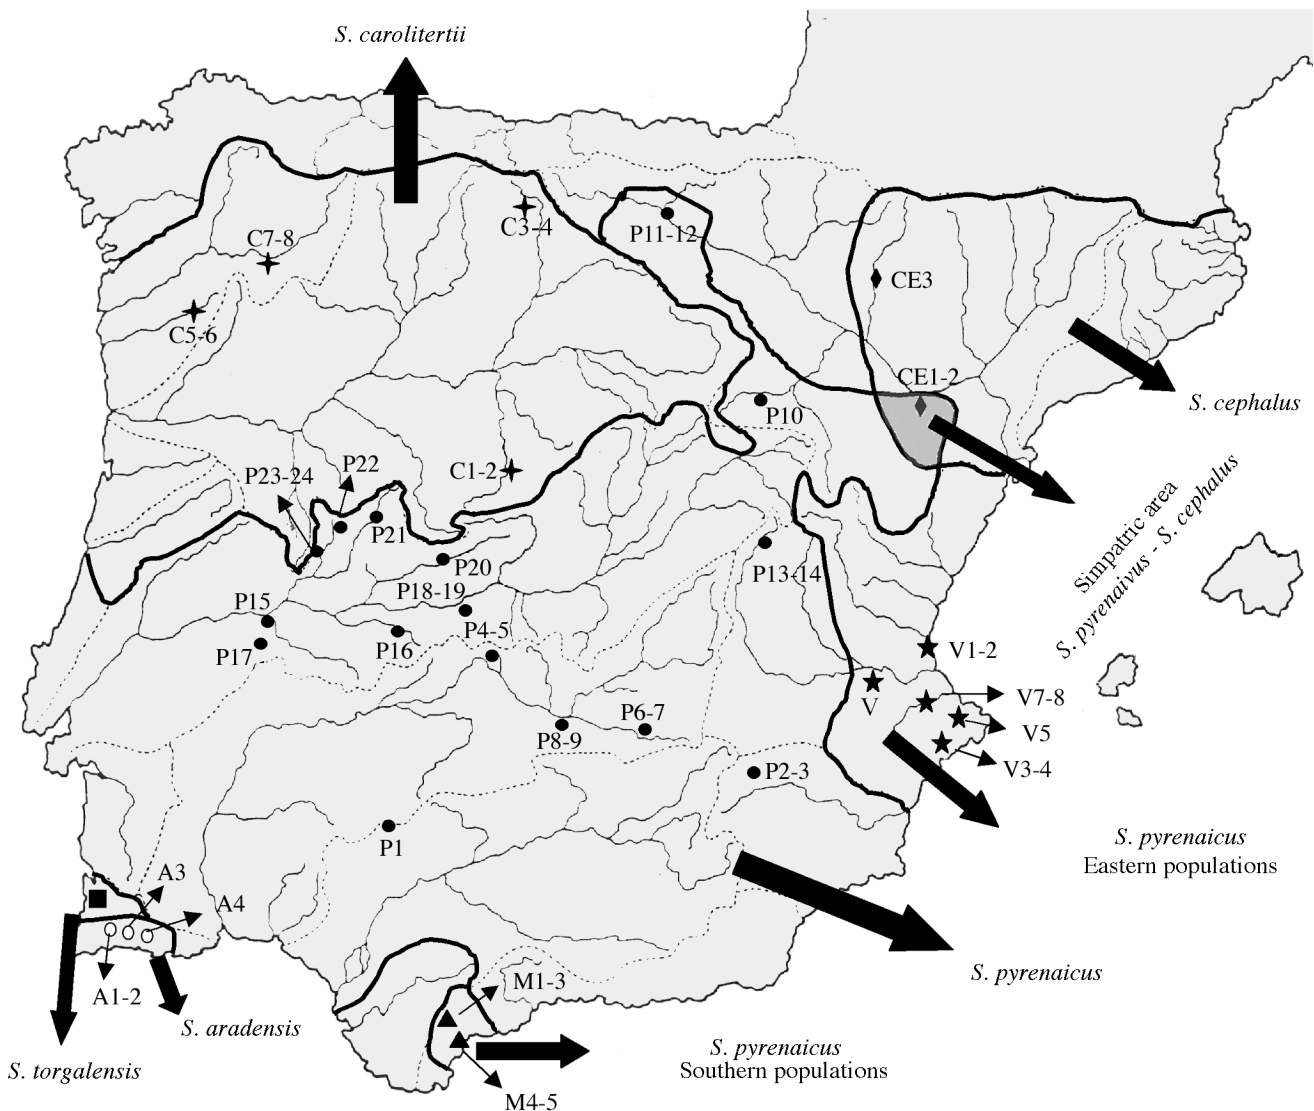 S. carolitertii
C3-4
P11-12
C7-8
CE3
C5-6
CE1-2
S. cephalus
P10
P22
C1-2
P23-24
P21
Simpatric area
S. pyrenaivus - S. cephalus
P20
P13-14
P18-19
P15
P4-5
P16
P17
V1-2
V
V7-8
P6-7
V5
P8-9
V3-4
P2-3
S. pyrenaicus
Eastern populations
P1
A3
A4
S. pyrenaicus
M1-3
A1-2
S. aradensis
S. pyrenaicus
Southern populations
S. torgalensis
M4-5